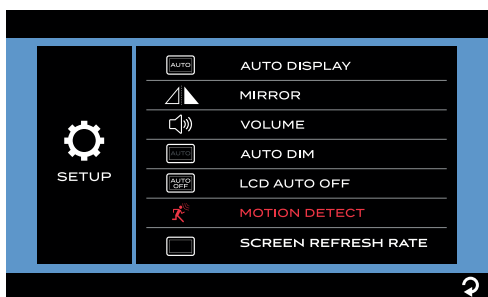 AUTO AUTO DISPLAY
MIRROR
VOLUME
AUTO AUTO DIM
AUTO OFF LCD AUTO OFF
SETUP
MOTION DETECT
SCREEN REFRESH RATE